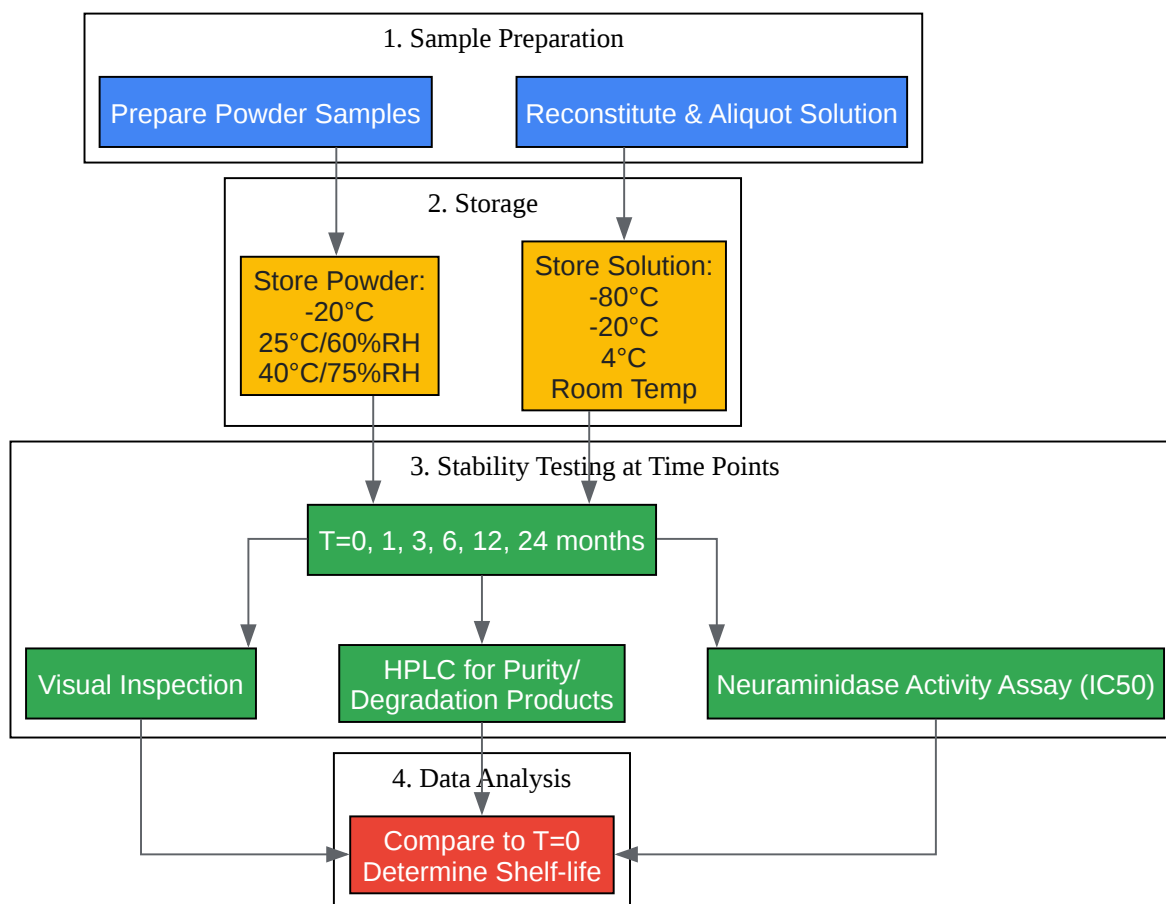 1. Sample Preparation
Prepare Powder Samples
Reconstitute & Aliquot Solution
2. Storage
Store Powder:
-20°C
25°C/60%RH
40°C/75%RH
Store Solution:
-80°C
-20°C
4°C
Room Temp
3. Stability Testing at Time Points
T=0, 1, 3, 6, 12, 24 months
Visual Inspection
HPLC for Purity/
Degradation Products
Neuraminidase Activity Assay (IC50)
4. Data Analysis
Compare to T=0
Determine Shelf-life